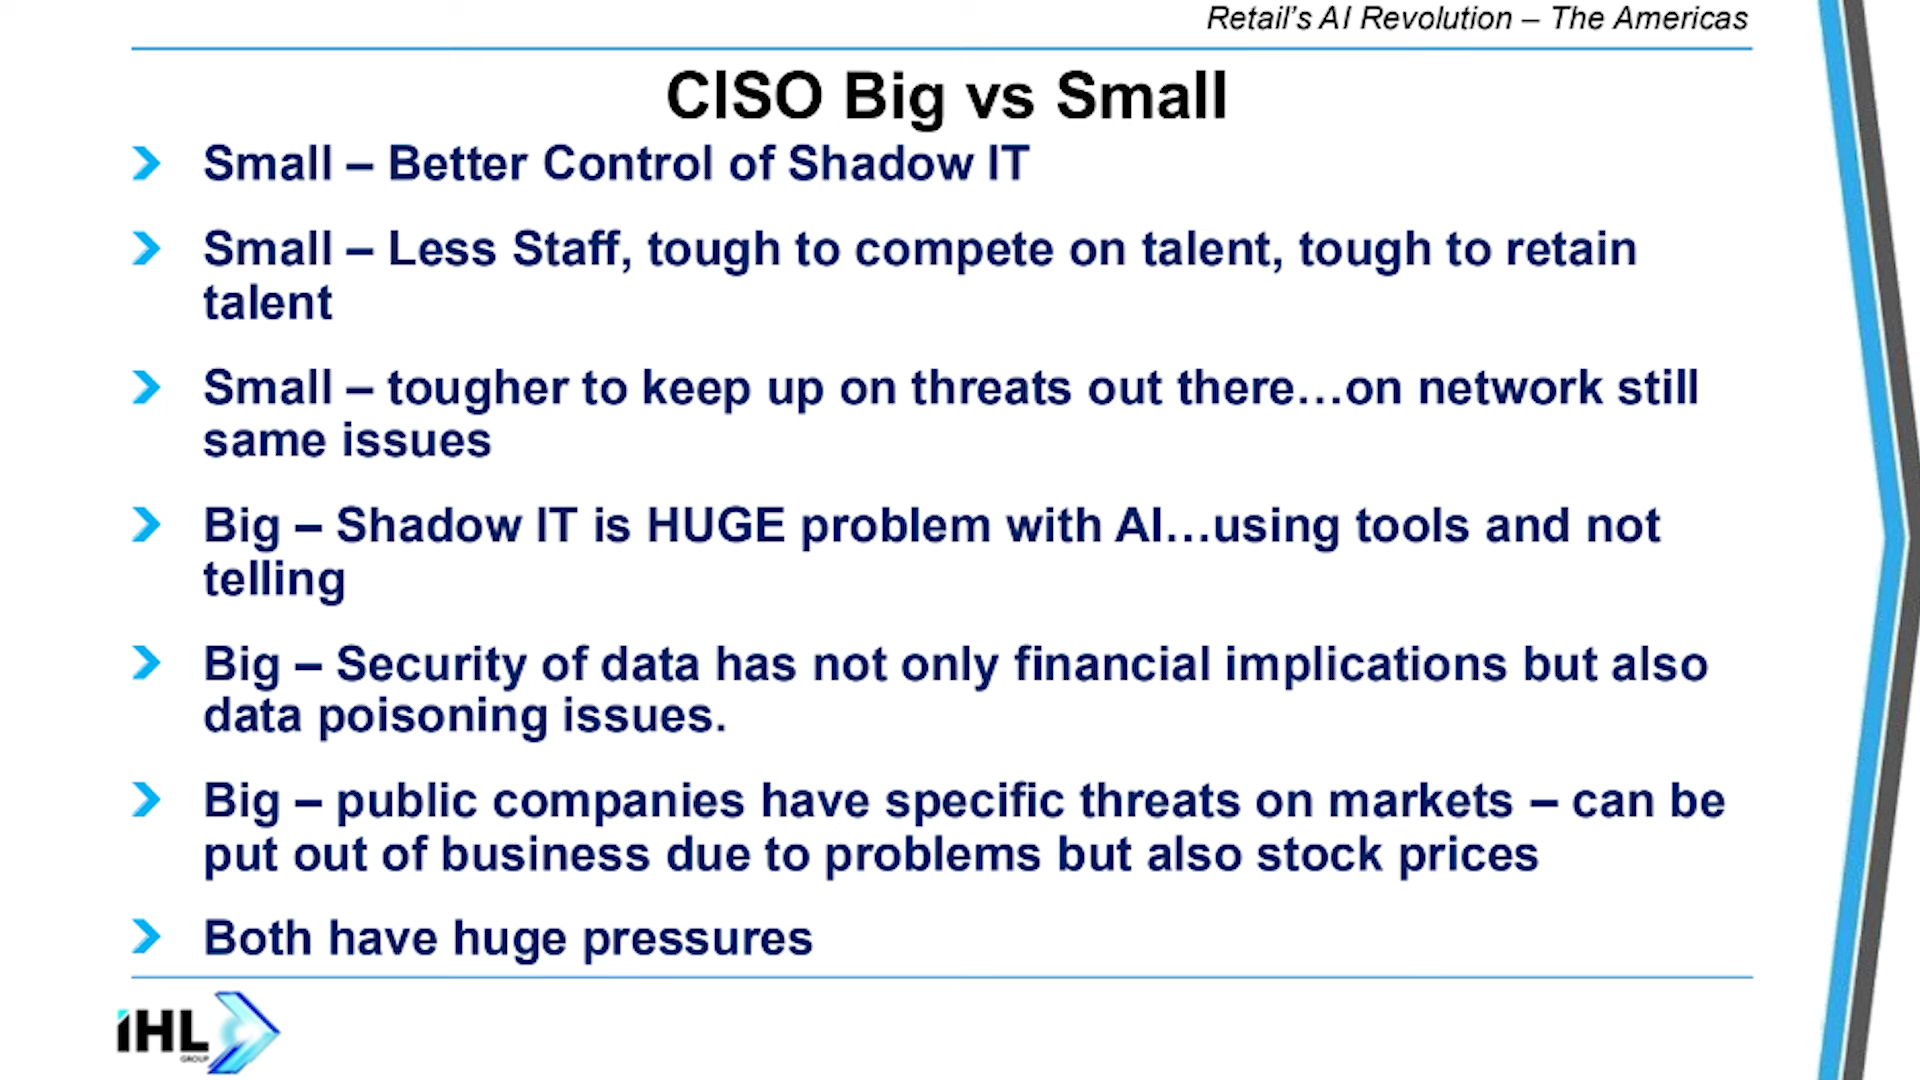 Retail's AI Revolution – The Americas
CISO Big vs Small
Small – Better Control of Shadow IT
Small – Less Staff, tough to compete on talent, tough to retain
talent
Small – tougher to keep up on threats out there…on network still
same issues
Big – Shadow IT is HUGE problem with AI…using tools and not
telling
Big – Security of data has not only financial implications but also
data poisoning issues.
Big – public companies have specific threats on markets – can be
put out of business due to problems but also stock prices
Both have huge pressures
iHL
GROUP